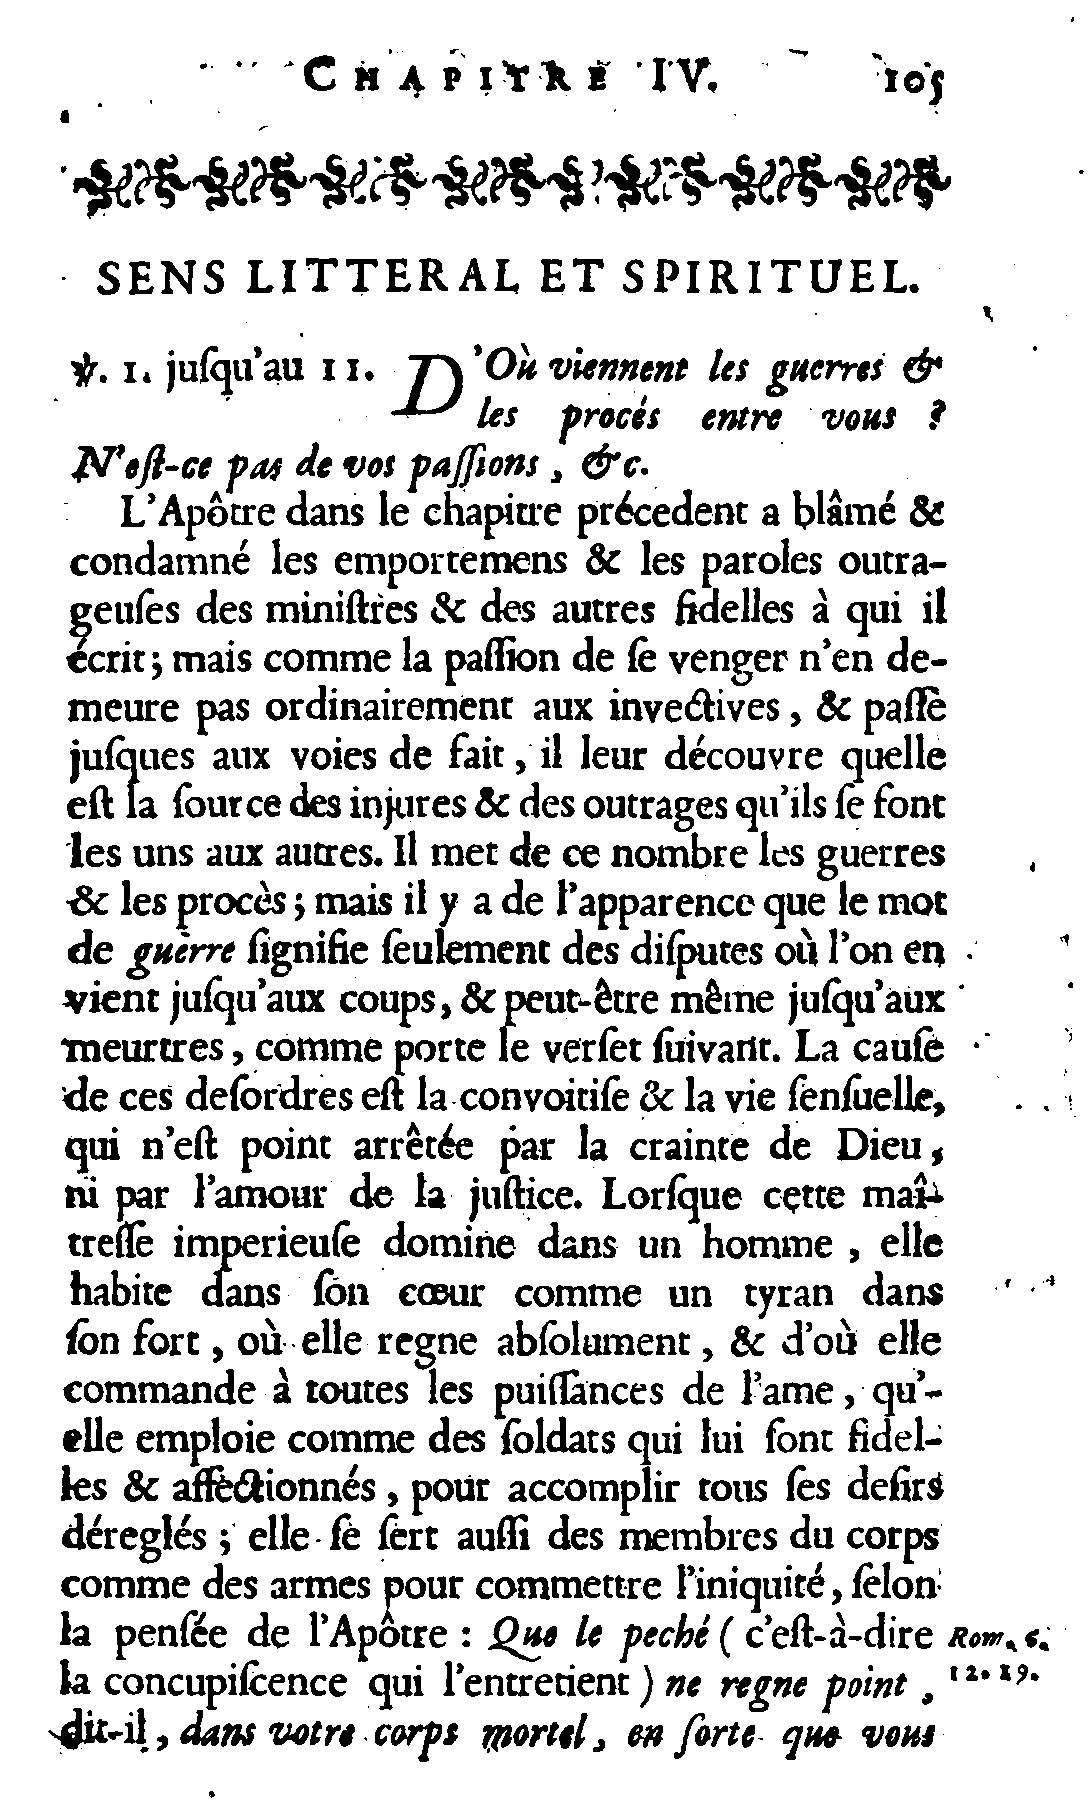 CHAPITRE IV. 105
SENS LITTERAL ET SPIRITUEL.
℣. 1. juſqu'au 11. D'Où viennent les guerres &
les procés entre vous ?
N'eſt-ce pas de vos paſſions, &c.
L'Apôtre dans le chapitre précedent a blâmé &
condamné les emportemens & les paroles outra-
geuſes des miniſtres & des autres fidelles à qui il
écrit; mais comme la paſſion de ſe venger n'en de-
meure pas ordinairement aux invectives, & paſſe
juſques aux voies de fait, il leur découvre quelle
eſt la ſource des injures & des outrages qu'ils ſe font
les uns aux autres. Il met de ce nombre les guerres
& les procès; mais il y a de l'apparence que le mot
de guerre ſignifie ſeulement des diſputes où l'on en
vient juſqu'aux coups, & peut-être même juſqu'aux
meurtres, comme porte le verſet ſuivant. La cauſe
de ces deſordres eſt la convoitiſe & la vie ſenſuelle,
qui n'eſt point arrêtée par la crainte de Dieu,
ni par l'amour de la juſtice. Lorſque cette maî-
treſſe imperieuſe domine dans un homme, elle
habite dans ſon cœur comme un tyran dans
ſon fort, où elle regne abſolument, & d'où elle
commande à toutes les puiſſances de l'ame, qu'-
elle emploie comme des ſoldats qui lui ſont fidel-
les & affectionnés, pour accomplir tous ſes deſirs
déreglés; elle ſe ſert auſſi des membres du corps
comme des armes pour commettre l'iniquité, ſelon
la penſée de l'Apôtre : Que le peché ( c'eſt-à-dire Rom. 6.
la concupiſcence qui l'entretient ) ne regne point, 12. 19.
dit-il, dans votre corps mortel, en ſorte que vous